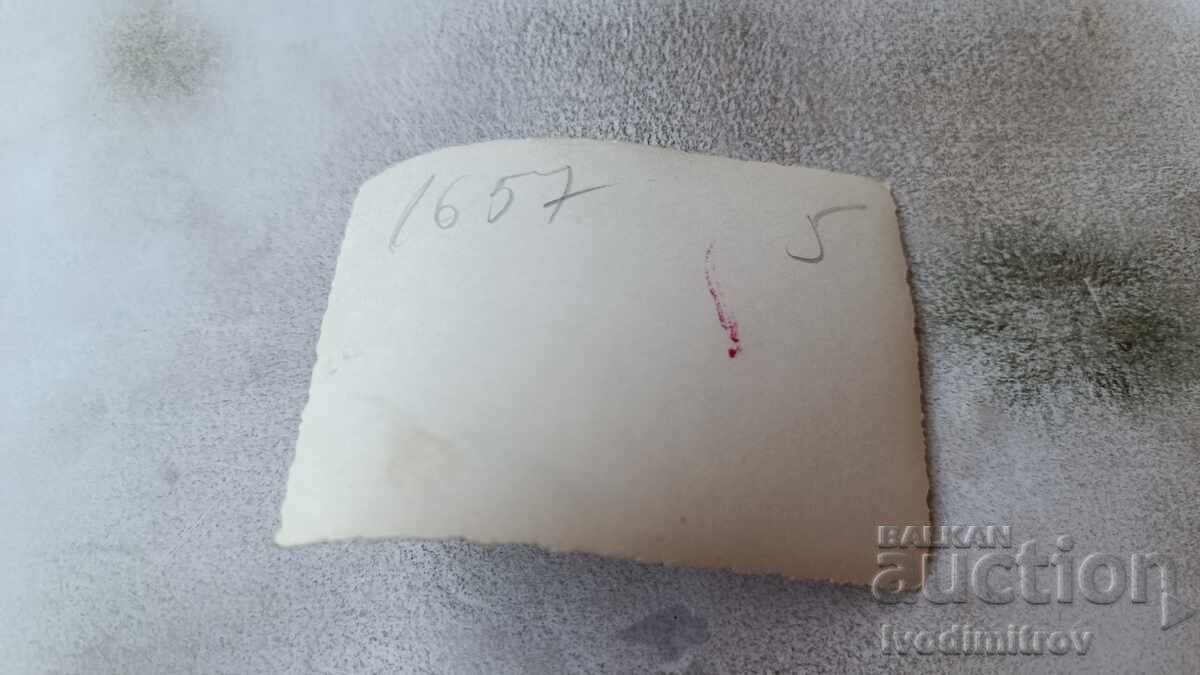 1657 5
BALKAN
auction
Ivodimitrov